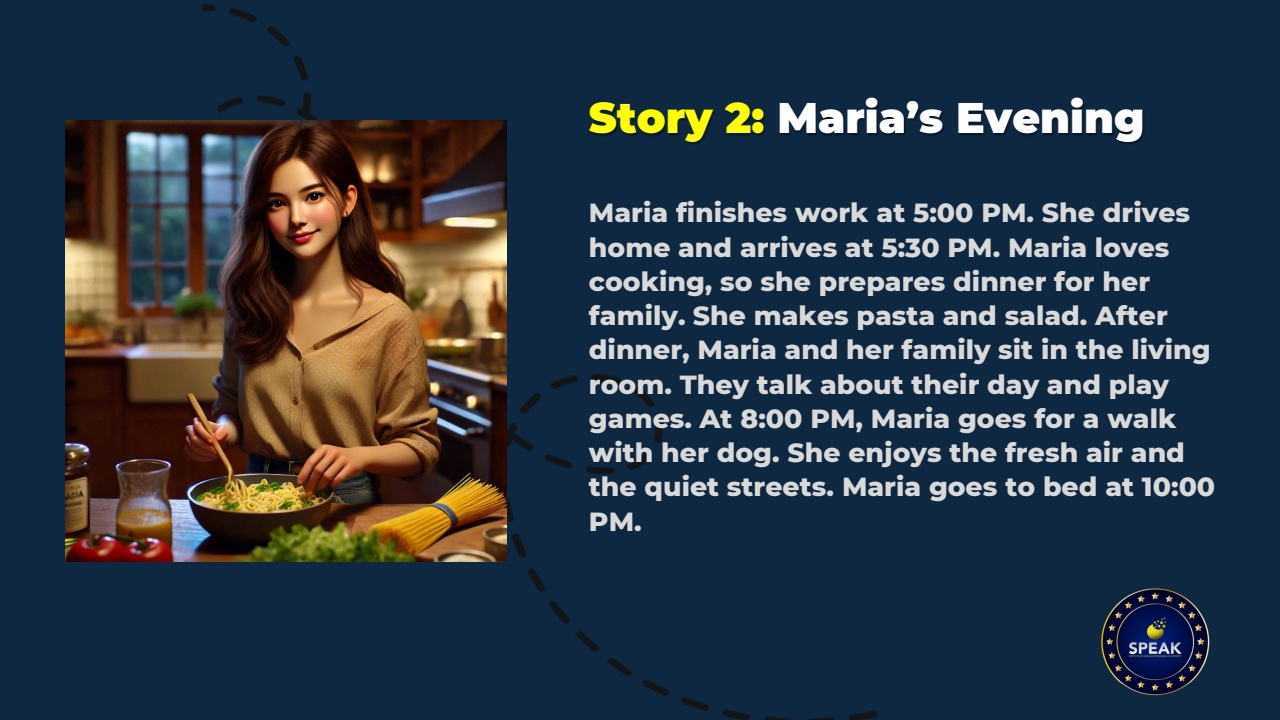 Story 2: Maria’s Evening
Maria finishes work at 5:00 PM. She drives
home and arrives at 5:30 PM. Maria loves
cooking, so she prepares dinner for her
family. She makes pasta and salad. After
dinner, Maria and her family sit in the living
room. They talk about their day and play
games. At 8:00 PM, Maria goes for a walk
with her dog. She enjoys the fresh air and
the quiet streets. Maria goes to bed at 10:00
PM.
SPEAK